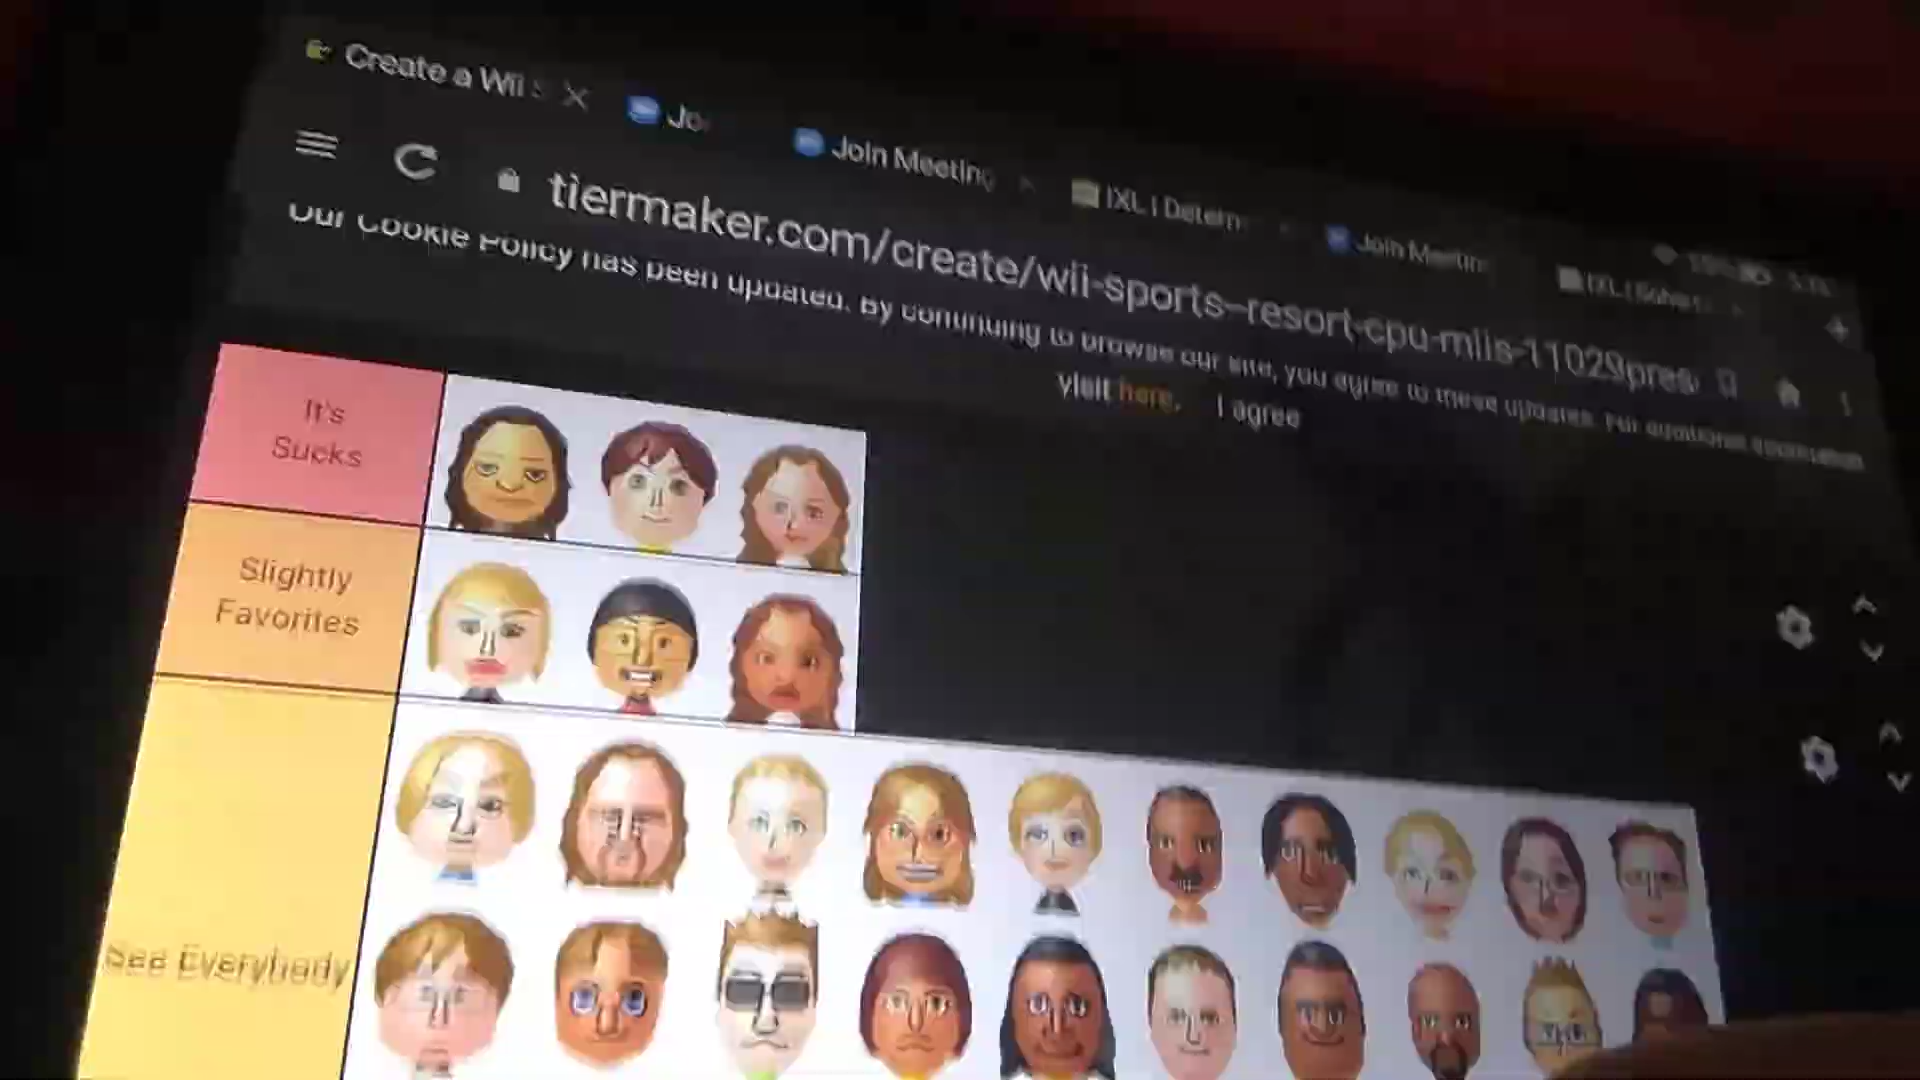 Create a Wii
Jo
Join Meeting
IXL | Determ
Join Meetin
IXL |
tiermaker.com/create/wii-sports--resort-cpu-miis-11029pres
Our Cookie Policy has been updated. By continuing to browse our site, you agree to these updates. For additional information
visit here. I agree
It's
Sucks
Slightly
Favorites
See Everybody